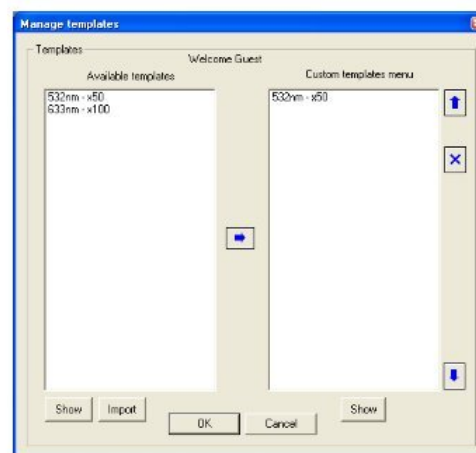 Manage templates
Templates
Welcome Guest
Available templates
Custom templates menu
532nm - x50
633nm - x100
532nm - x50
Show
Import
Show
OK
Cancel